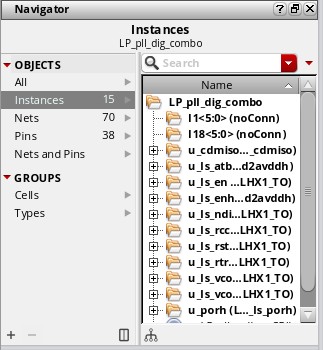 Navigator
Instances
LP_pll_dig_combo
OBJECTS
All
Instances 15
Nets 70
Pins 38
Nets and Pins
GROUPS
Cells
Types
Search
Name
LP_pll_dig_combo
I1<5:0> (noConn)
I18<5:0> (noConn)
u_cdmiso..._cdmiso)
u_ls_atb...d2avddh)
u_ls_en ...LHX1_TO)
u_ls_enh...d2avddh)
u_ls_ndi...LHX1_TO)
u_ls_rcc...LHX1_TO)
u_ls_rst...LHX1_TO)
u_ls_rtr...LHX1_TO)
u_ls_vco...LHX1_TO)
u_ls_vco...LHX1_TO)
u_porh (L..._ls_porh)